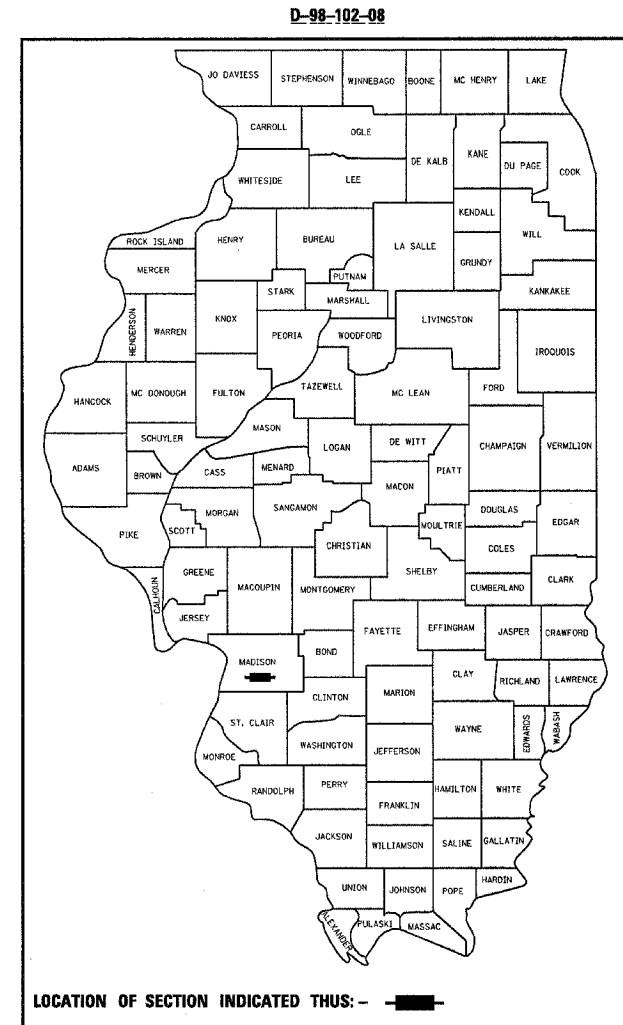 D-98-102-08
JO DAVIESS STEPHENSON WINNEBAGO BOONE MC HENRY LAKE
CARROLL OGLE DE KALB KANE DU PAGE COOK
WHITESIDE LEE
KENDALL
ROCK ISLAND HENRY BUREAU LA SALLE WILL
MERCER PUTNAM GRUNDY
STARK MARSHALL KANKAKEE
HENDERSON WARREN KNOX PEORIA WOODFORD LIVINGSTON IROQUOIS
HANCOCK MC DONOUGH FULTON TAZEWELL MC LEAN FORD
MASON
SCHUYLER LOGAN DE WITT CHAMPAIGN VERMILION
ADAMS BROWN CASS MENARD PIATT
MACON
MORGAN SANGAMON DOUGLAS
PIKE SCOTT MOULTRIE EDGAR
CHRISTIAN COLES
GREENE SHELBY
CALHOUN MACOUPIN MONTGOMERY CUMBERLAND CLARK
JERSEY
FAYETTE EFFINGHAM JASPER CRAWFORD
BOND
MADISON
CLAY
CLINTON MARION RICHLAND LAWRENCE
ST. CLAIR WAYNE EDWARDS WABASH
WASHINGTON JEFFERSON
MONROE
RANDOLPH PERRY HAMILTON WHITE
FRANKLIN
JACKSON WILLIAMSON SALINE GALLATIN
UNION JOHNSON POPE HARDIN
ALEXANDER PULASKI MASSAC
LOCATION OF SECTION INDICATED THUS: -